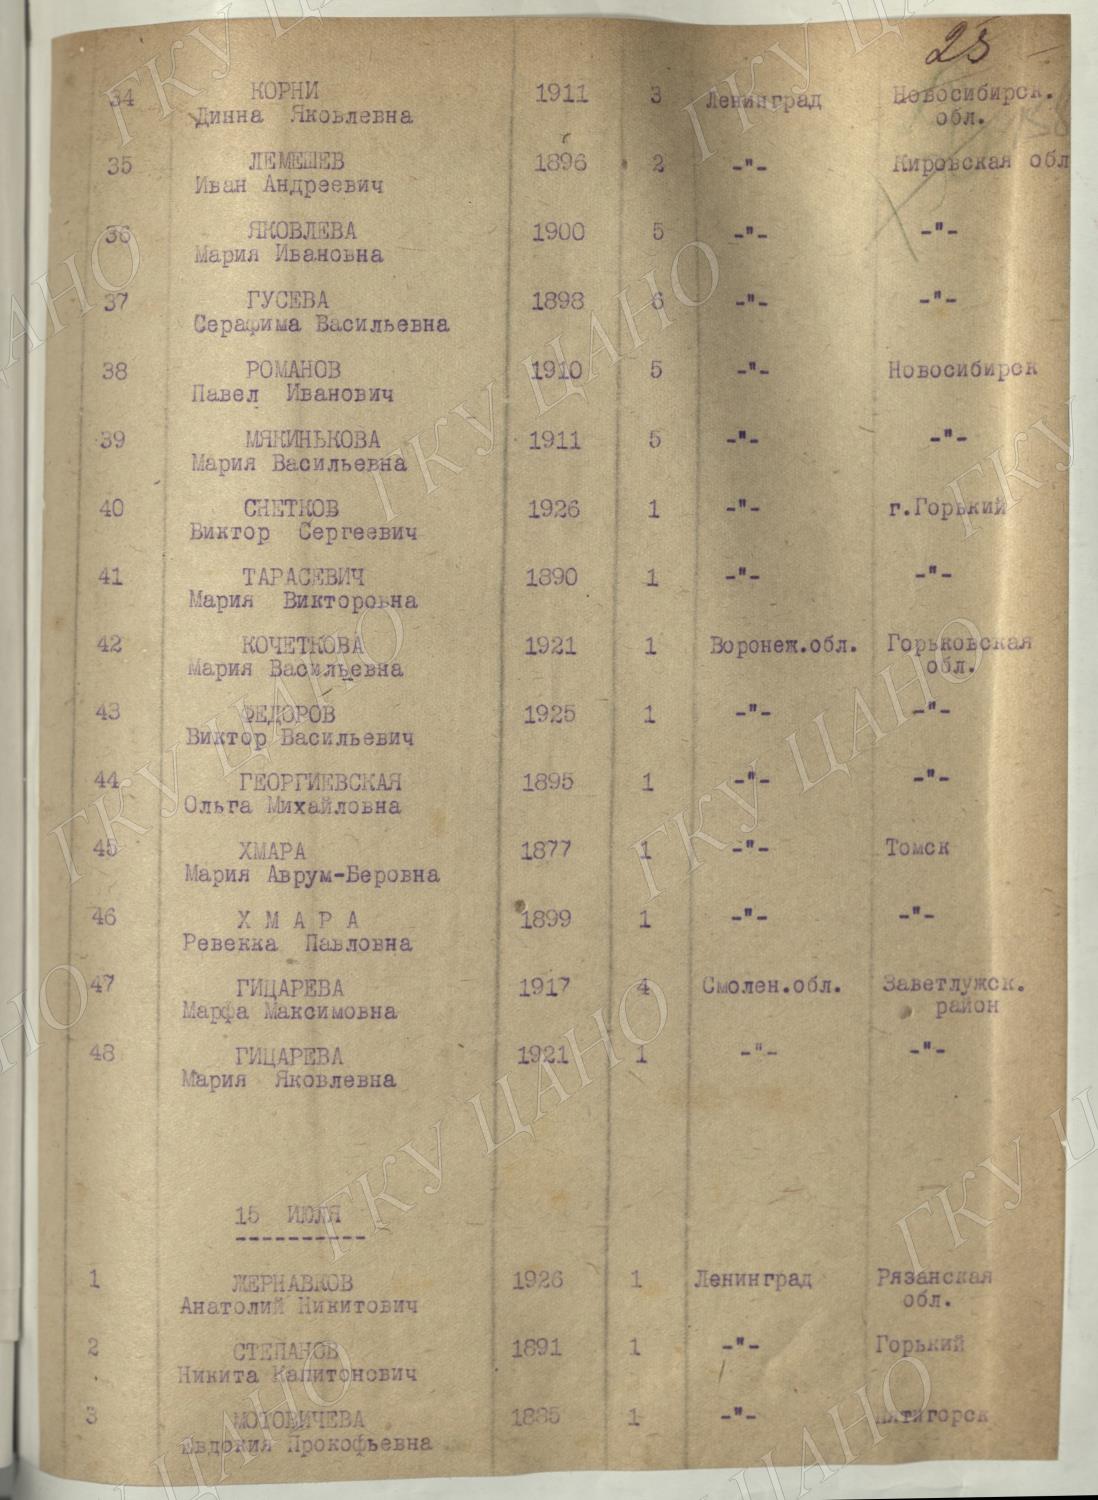 23
34 КОРНИ 1911 3 Ленинград Новосибирск.
Динна Яковлевна обл.
35 ЛЕМЕШЕВ 1896 2 -"- Кировская обл
Иван Андреевич
36 ЯКОВЛЕВА 1900 5 -"- -"-
Мария Ивановна
37 ГУСЕВА 1898 6 -"- -"-
Серафима Васильевна
38 РОМАНОВ 1910 5 -"- Новосибирск
Павел Иванович
39 МЯКИНЬКОВА 1911 5 -"- -"-
Мария Васильевна
40 СНЕТКОВ 1926 1 -"- г.Горький
Виктор Сергеевич
41 ТАРАСЕВИЧ 1890 1 -"- -"-
Мария Викторовна
42 КОЧЕТКОВА 1921 1 Воронеж.обл. Горьковская
Мария Васильевна обл.
43 ФЕДОРОВ 1925 1 -"- -"-
Виктор Васильевич
44 ГЕОРГИЕВСКАЯ 1895 1 -"- -"-
Ольга Михайловна
45 ХМАРА 1877 1 -"- Томск
Мария Аврум-Беровна
46 Х М А Р А 1899 1 -"- -"-
Ревекка Павловна
47 ГИЦАРЕВА 1917 4 Смолен.обл. Заветлужск.
Марфа Максимовна район
48 ГИЦАРЕВА 1921 1 -"- -"-
Мария Яковлевна
15 ИЮЛЯ
----------
1 ЖЕРНАВКОВ 1926 1 Ленинград Рязанская
Анатолий Никитович обл.
2 СТЕПАНОВ 1891 1 -"- Горький
Никита Капитонович
3 МОТОВИЧЕВА 1885 1 -"- Пятигорск
Евдокия Прокофьевна
ГКУ ЦАНО